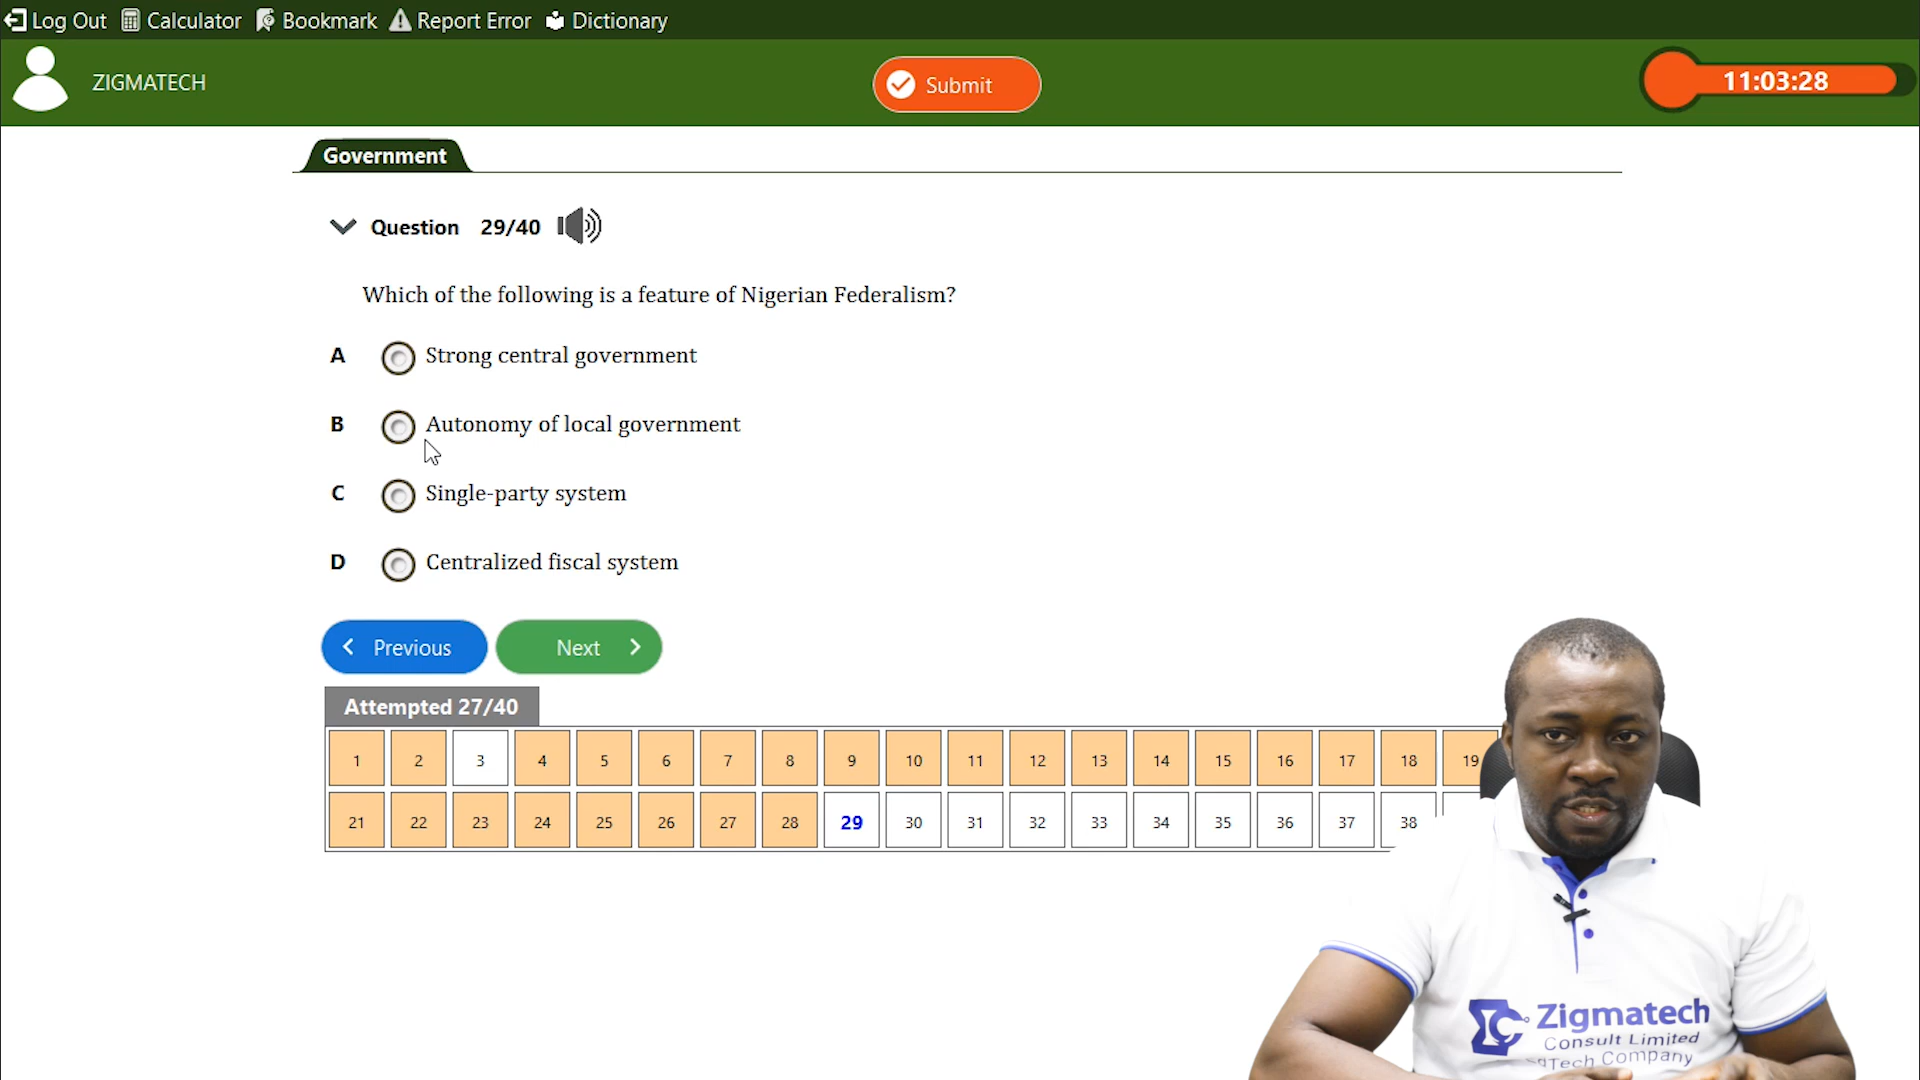 Log Out Calculator Bookmark Report Error Dictionary
ZIGMATECH
Submit
11:03:28
Government
Question 29/40
Which of the following is a feature of Nigerian Federalism?
A Strong central government
B Autonomy of local government
C Single-party system
D Centralized fiscal system
Previous Next
Attempted 27/40
1 2 3 4 5 6 7 8 9 10 11 12 13 14 15 16 17 18 19
21 22 23 24 25 26 27 28 29 30 31 32 33 34 35 36 37 38
Zigmatech
Consult Limited
Tech Company